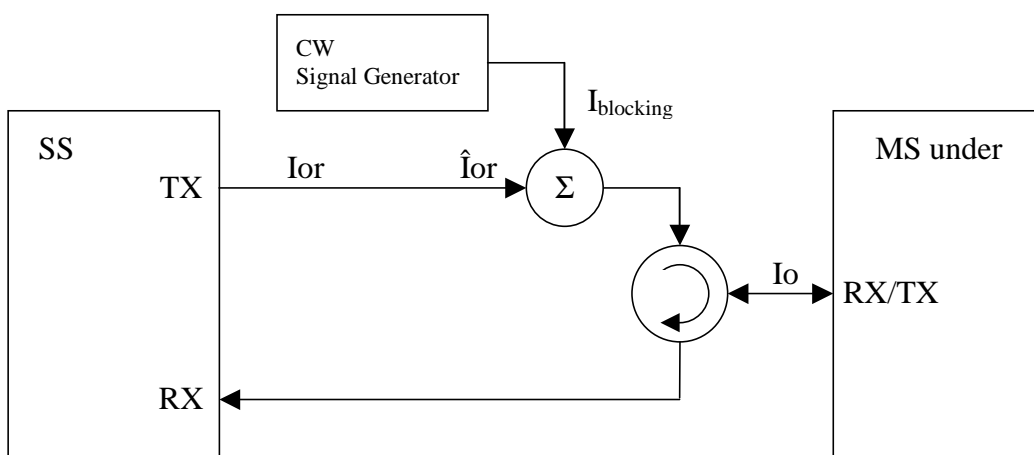 CW
Signal Generator
I_blocking
SS
MS under
TX
Ior
Îor
Σ
Io
RX/TX
RX